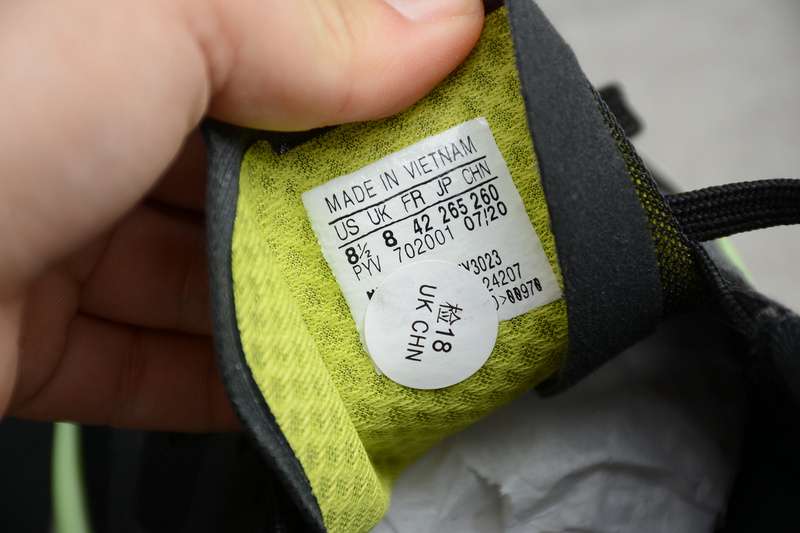 MADE IN VIETNAM
US UK FR JP CHN
8½ 8 42 265 260
PYV 702001 07/20
V3023
24207
)>00970
检18
UK CHN